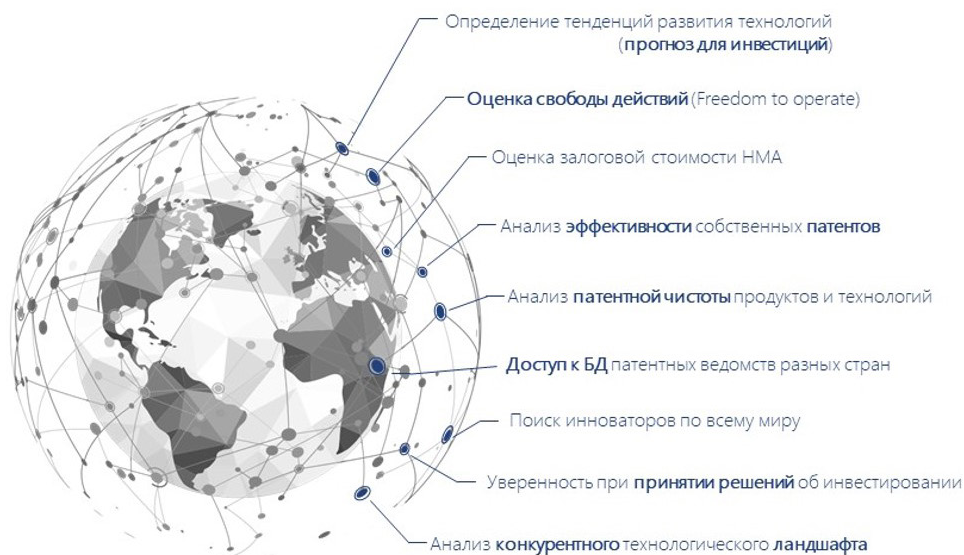 Определение тенденций развития технологий
(прогноз для инвестиций)
Оценка свободы действий (Freedom to operate)
Оценка залоговой стоимости НМА
Анализ эффективности собственных патентов
Анализ патентной чистоты продуктов и технологий
Доступ к БД патентных ведомств разных стран
Поиск инноваторов по всему миру
Уверенность при принятии решений об инвестировании
Анализ конкурентного технологического ландшафта